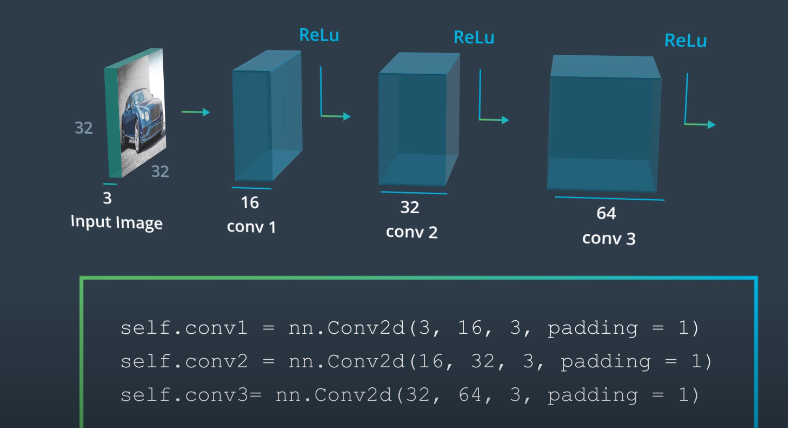 ReLu
ReLu
ReLu
32
32
3
Input Image
16
conv 1
32
conv 2
64
conv 3
self.conv1 = nn.Conv2d(3, 16, 3, padding = 1)
self.conv2 = nn.Conv2d(16, 32, 3, padding = 1)
self.conv3= nn.Conv2d(32, 64, 3, padding = 1)